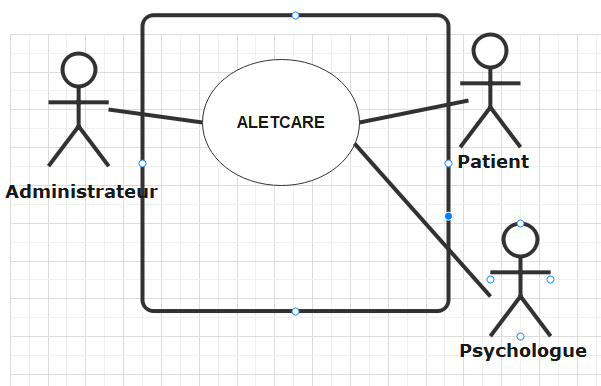 ALETCARE
Patient
Administrateur
Psychologue